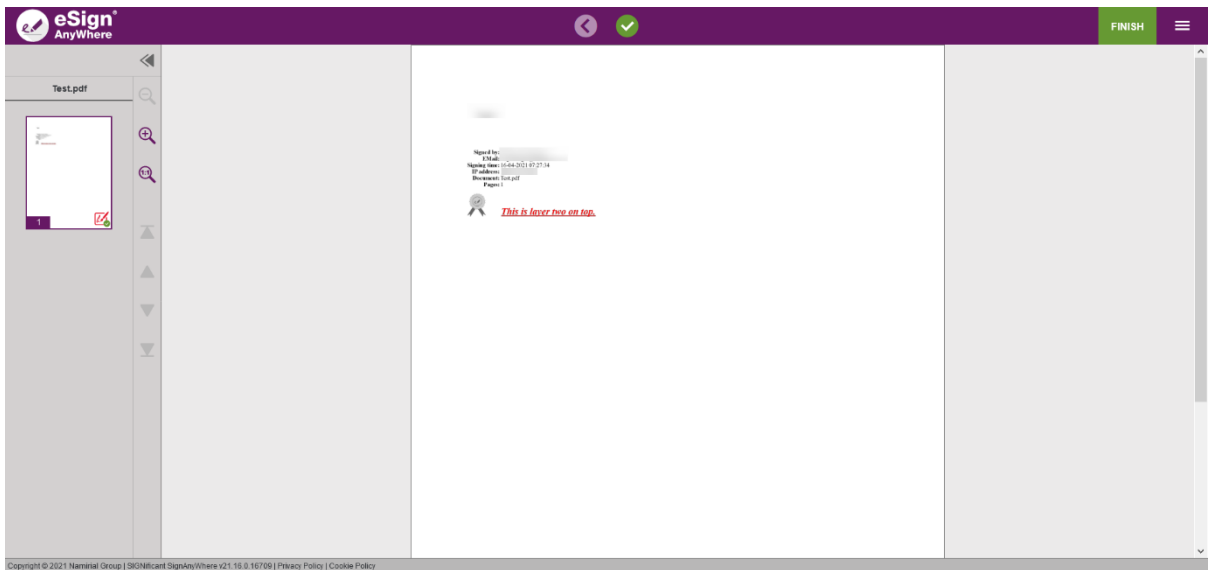 eSign®
AnyWhere
FINISH
Test.pdf
1:1
1
Signed by:
EMail:
Signing time: 16-04-2021 07:27:34
IP address:
Document: Test.pdf
Pages: 1
This is layer two on top.
Copyright © 2021 Namirial Group | SIGNificant SignAnyWhere v21.16.0.16709 | Privacy Policy | Cookie Policy